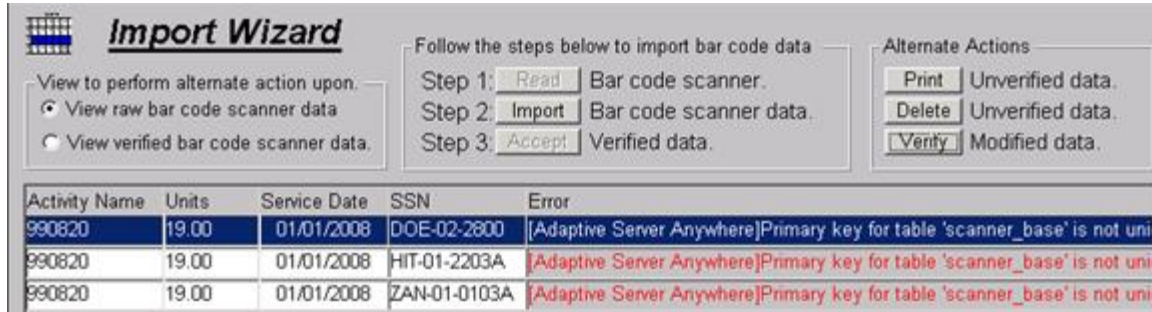 Import Wizard
View to perform alternate action upon.
View raw bar code scanner data
View verified bar code scanner data.
Follow the steps below to import bar code data
Step 1: Read Bar code scanner.
Step 2: Import Bar code scanner data.
Step 3: Accept Verified data.
Alternate Actions
Print Unverified data.
Delete Unverified data.
Verify Modified data.
Activity Name Units Service Date SSN Error
990820 19.00 01/01/2008 DOE-02-2800 [Adaptive Server Anywhere]Primary key for table 'scanner_base' is not uni
990820 19.00 01/01/2008 HIT-01-2203A [Adaptive Server Anywhere]Primary key for table 'scanner_base' is not uni
990820 19.00 01/01/2008 ZAN-01-0103A [Adaptive Server Anywhere]Primary key for table 'scanner_base' is not uni